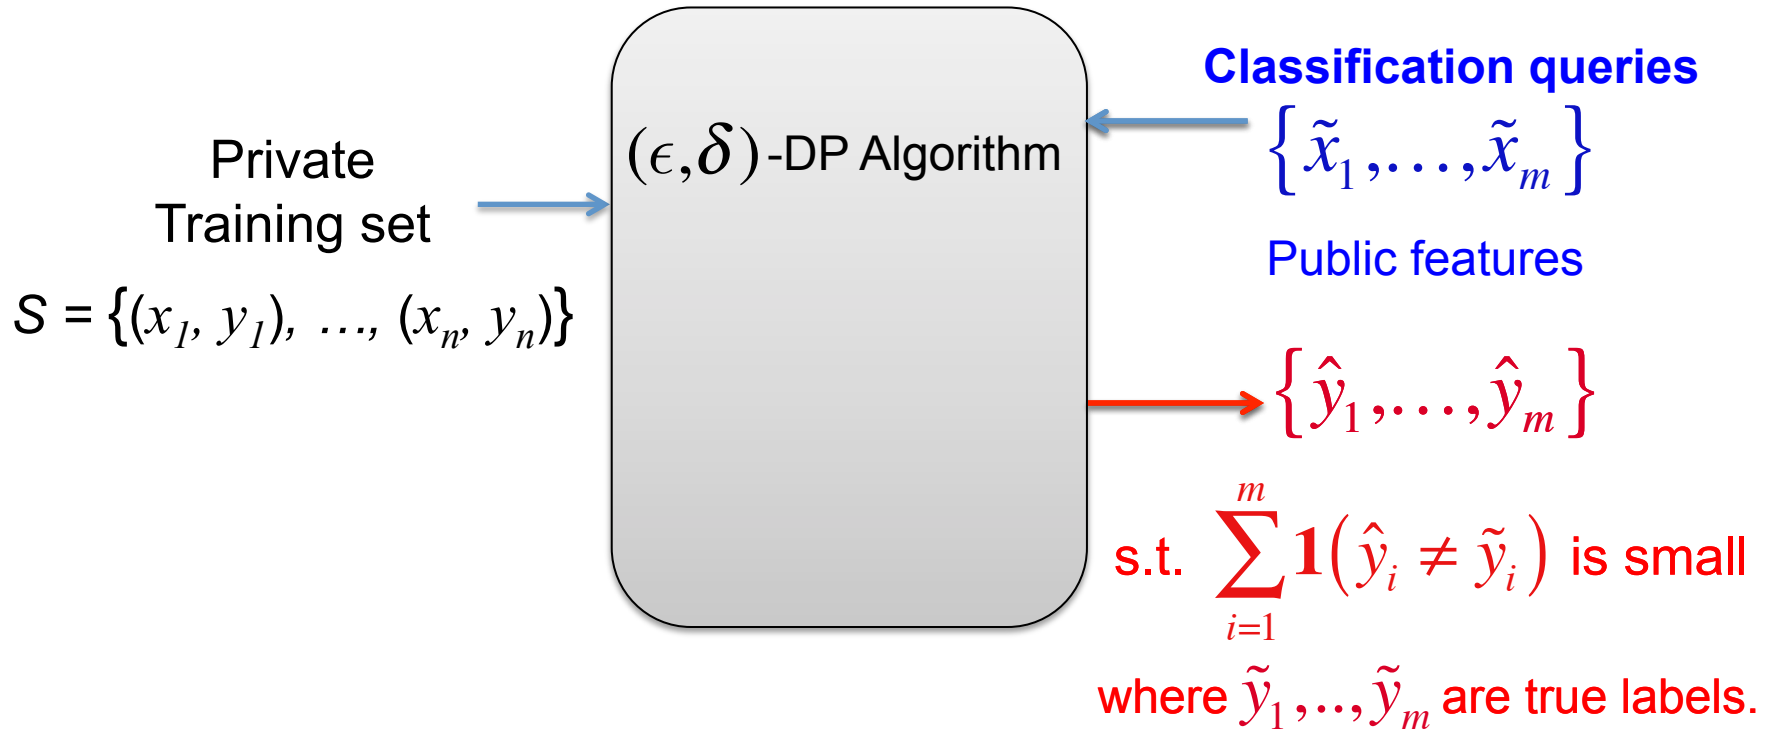 Private
Training set
S = {(x₁, y₁), …, (xₙ, yₙ)}
(ϵ,δ)-DP Algorithm
Classification queries
{x̃₁,...,x̃ₘ}
Public features
{ŷ₁,...,ŷₘ}
s.t. ∑ᵢ₌₁ᵐ 𝟏(ŷᵢ ≠ ỹᵢ) is small
where ỹ₁,..,ỹₘ are true labels.